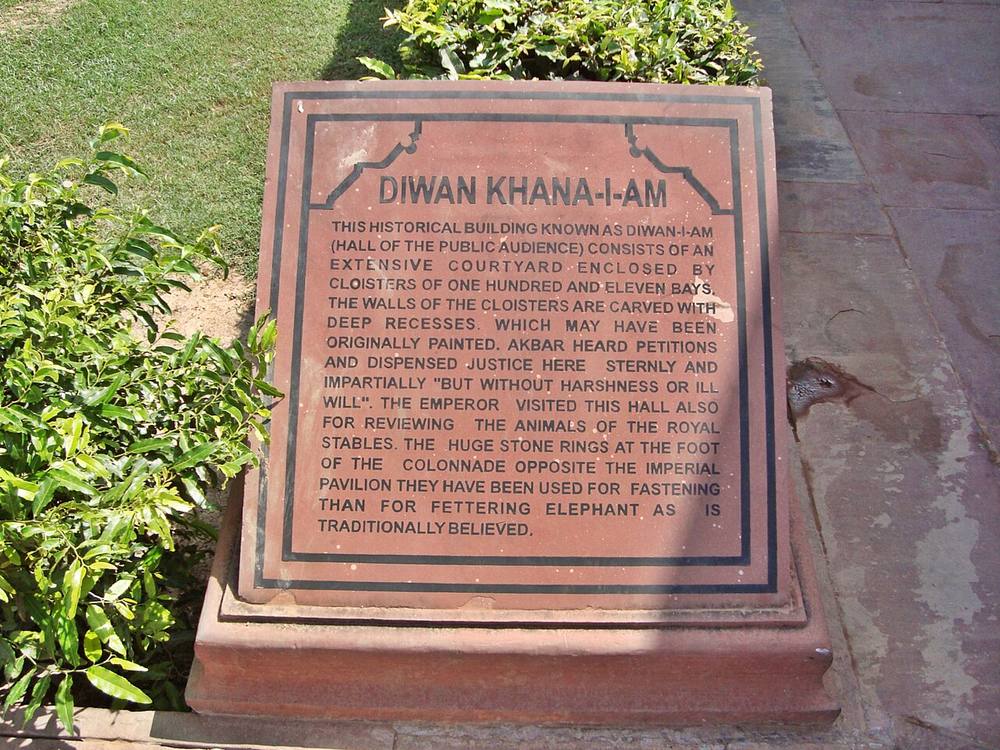 DIWAN KHANA-I-AM
THIS HISTORICAL BUILDING KNOWN AS DIWAN-I-AM
(HALL OF THE PUBLIC AUDIENCE) CONSISTS OF AN
EXTENSIVE COURTYARD ENCLOSED BY
CLOISTERS OF ONE HUNDRED AND ELEVEN BAYS.
THE WALLS OF THE CLOISTERS ARE CARVED WITH
DEEP RECESSES. WHICH MAY HAVE BEEN
ORIGINALLY PAINTED. AKBAR HEARD PETITIONS
AND DISPENSED JUSTICE HERE STERNLY AND
IMPARTIALLY "BUT WITHOUT HARSHNESS OR ILL
WILL". THE EMPEROR VISITED THIS HALL ALSO
FOR REVIEWING THE ANIMALS OF THE ROYAL
STABLES. THE HUGE STONE RINGS AT THE FOOT
OF THE COLONNADE OPPOSITE THE IMPERIAL
PAVILION THEY HAVE BEEN USED FOR FASTENING
THAN FOR FETTERING ELEPHANT AS IS
TRADITIONALLY BELIEVED.